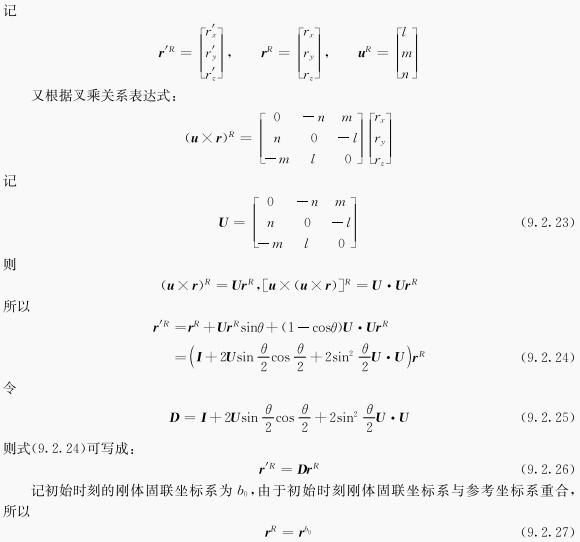 记
$\boldsymbol{r}'^R = \begin{bmatrix} r'_x \\ r'_y \\ r'_z \end{bmatrix}, \quad \boldsymbol{r}^R = \begin{bmatrix} r_x \\ r_y \\ r_z \end{bmatrix}, \quad \boldsymbol{u}^R = \begin{bmatrix} l \\ m \\ n \end{bmatrix}$
又根据叉乘关系表达式:
$(\boldsymbol{u} \times \boldsymbol{r})^R = \begin{bmatrix} 0 & -n & m \\ n & 0 & -l \\ -m & l & 0 \end{bmatrix} \begin{bmatrix} r_x \\ r_y \\ r_z \end{bmatrix}$
记
$\boldsymbol{U} = \begin{bmatrix} 0 & -n & m \\ n & 0 & -l \\ -m & l & 0 \end{bmatrix}$ (9.2.23)
则
$(\boldsymbol{u} \times \boldsymbol{r})^R = \boldsymbol{U}\boldsymbol{r}^R, [\boldsymbol{u} \times (\boldsymbol{u} \times \boldsymbol{r})]^R = \boldsymbol{U} \cdot \boldsymbol{U}\boldsymbol{r}^R$
所以
$\boldsymbol{r}'^R = \boldsymbol{r}^R + \boldsymbol{U}\boldsymbol{r}^R \sin\theta + (1 - \cos\theta)\boldsymbol{U} \cdot \boldsymbol{U}\boldsymbol{r}^R$
$= \left( \boldsymbol{I} + 2\boldsymbol{U}\sin\frac{\theta}{2}\cos\frac{\theta}{2} + 2\sin^2\frac{\theta}{2}\boldsymbol{U} \cdot \boldsymbol{U} \right) \boldsymbol{r}^R$ (9.2.24)
令
$\boldsymbol{D} = \boldsymbol{I} + 2\boldsymbol{U}\sin\frac{\theta}{2}\cos\frac{\theta}{2} + 2\sin^2\frac{\theta}{2}\boldsymbol{U} \cdot \boldsymbol{U}$ (9.2.25)
则式(9.2.24)可写成:
$\boldsymbol{r}'^R = \boldsymbol{D}\boldsymbol{r}^R$ (9.2.26)
记初始时刻的刚体固联坐标系为 $b_0$,由于初始时刻刚体固联坐标系与参考坐标系重合,
所以
$\boldsymbol{r}^R = \boldsymbol{r}^{b_0}$ (9.2.27)